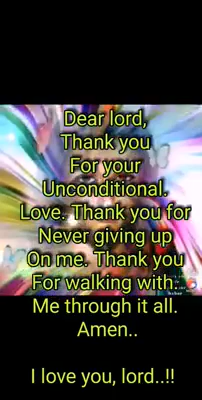 Dear lord,
Thank you
For your
Unconditional.
Love. Thank you for
Never giving up
On me. Thank you
For walking with.
Me through it all.
Amen..
I love you, lord..!!